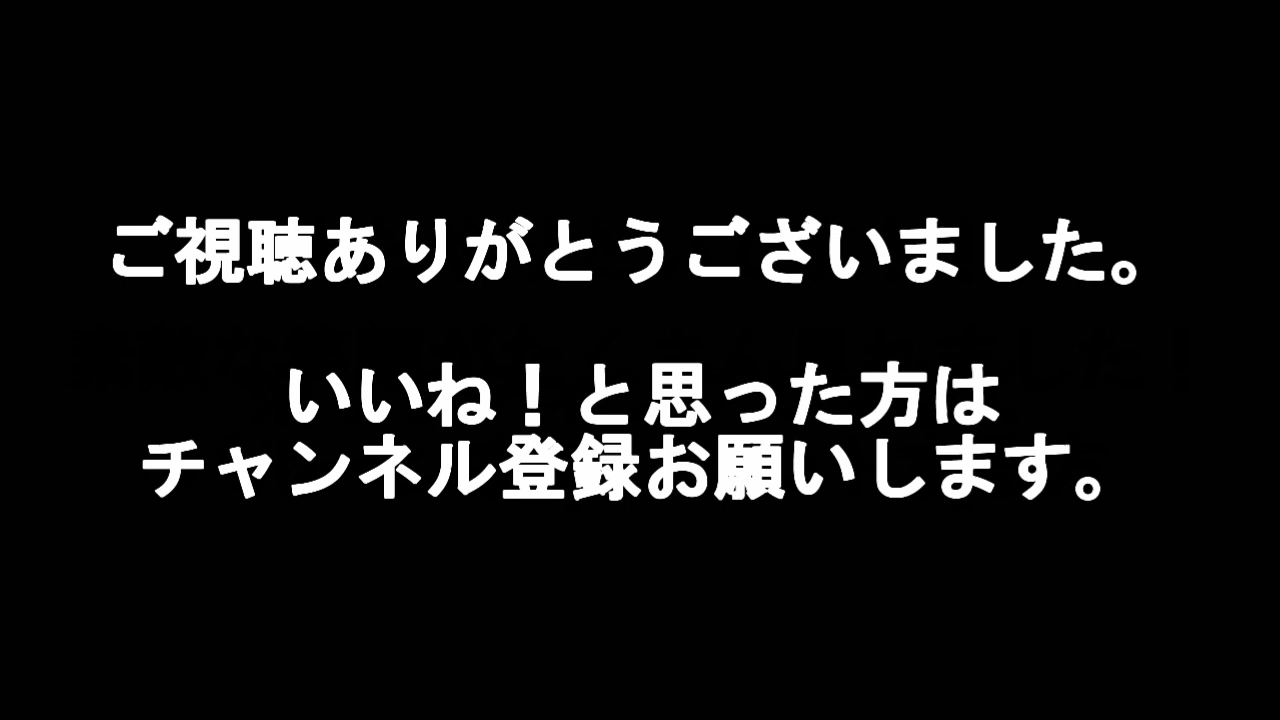 ご視聴ありがとうございました。
いいね！と思った方は
チャンネル登録お願いします。